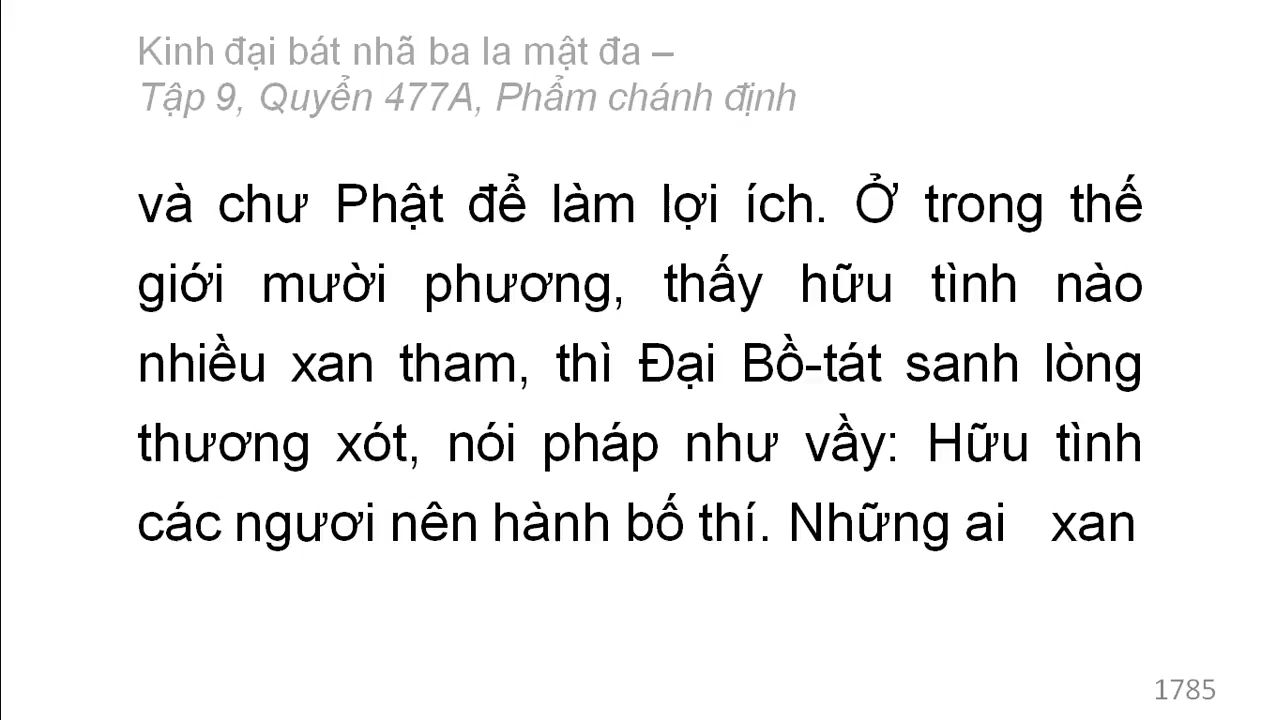 Kinh đại bát nhã ba la mật đa –
Tập 9, Quyển 477A, Phẩm chánh định
và chư Phật để làm lợi ích. Ở trong thế
giới mười phương, thấy hữu tình nào
nhiều xan tham, thì Đại Bồ-tát sanh lòng
thương xót, nói pháp như vầy: Hữu tình
các ngươi nên hành bố thí. Những ai xan
1785